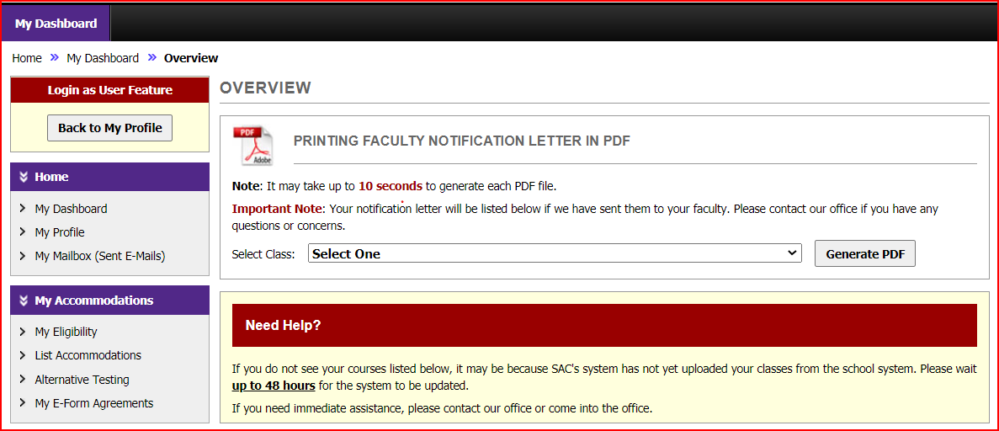 My Dashboard
Home » My Dashboard » Overview
Login as User Feature
Back to My Profile
Home
My Dashboard
My Profile
My Mailbox (Sent E-Mails)
My Accommodations
My Eligibility
List Accommodations
Alternative Testing
My E-Form Agreements
OVERVIEW
PDF
Adobe
PRINTING FACULTY NOTIFICATION LETTER IN PDF
Note: It may take up to 10 seconds to generate each PDF file.
Important Note: Your notification letter will be listed below if we have sent them to your faculty. Please contact our office if you have any
questions or concerns.
Select Class: Select One Generate PDF
Need Help?
If you do not see your courses listed below, it may be because SAC's system has not yet uploaded your classes from the school system. Please wait
up to 48 hours for the system to be updated.
If you need immediate assistance, please contact our office or come into the office.